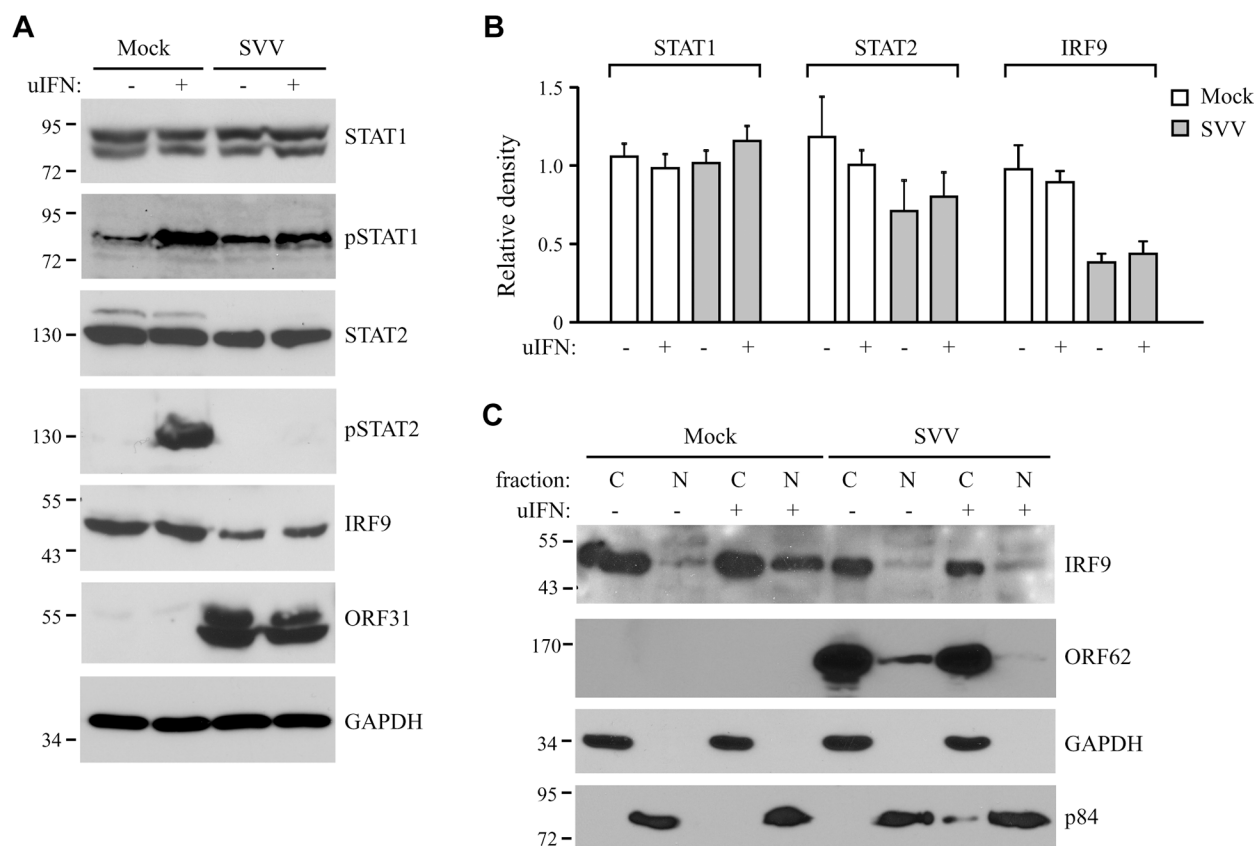 A
Mock SVV
uIFN: - + - +
95
72
STAT1
95
72
pSTAT1
130
STAT2
130
pSTAT2
55
43
IRF9
55
ORF31
34
GAPDH
B
STAT1 STAT2 IRF9
Mock
SVV
Relative density
1.5
1.0
0.5
0
uIFN: - + - + - + - + - + - +
C
Mock SVV
fraction: C N C N C N C N
uIFN: - - + + - - + +
55
43
IRF9
170
ORF62
34
GAPDH
95
72
p84